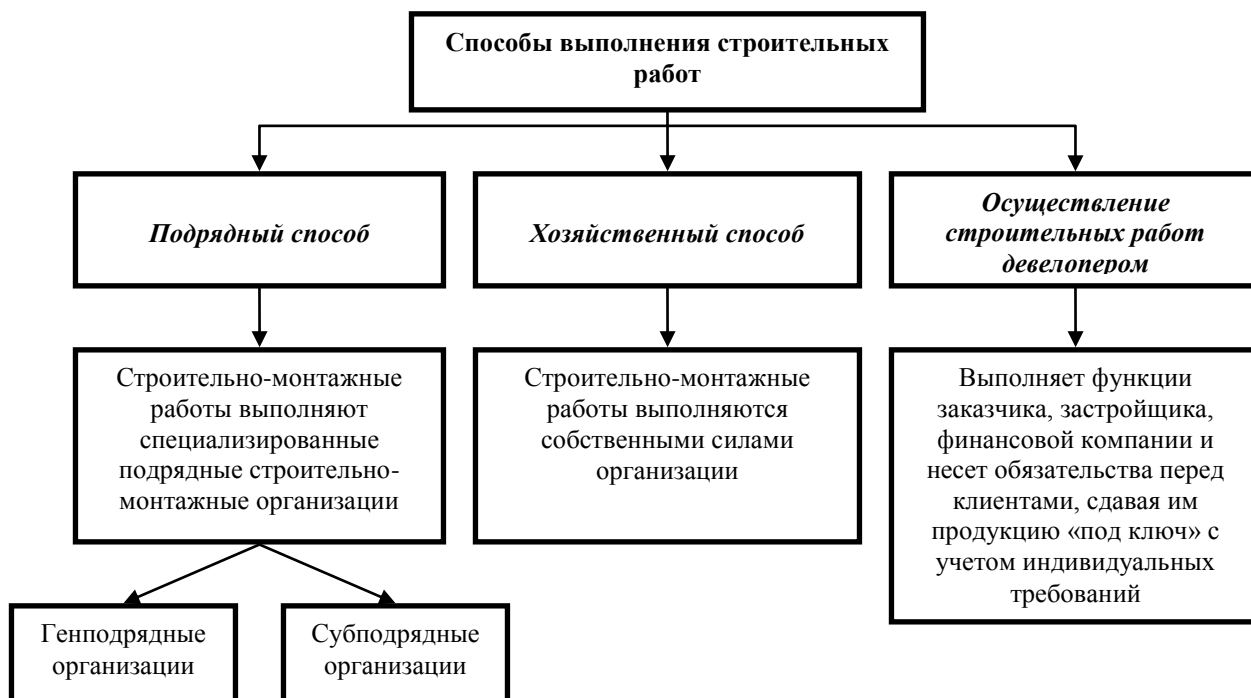 Способы выполнения строительных
работ
Подрядный способ
Хозяйственный способ
Осуществление
строительных работ
девелопером
Строительно-монтажные
работы выполняют
специализированные
подрядные строительно-
монтажные организации
Строительно-монтажные
работы выполняются
собственными силами
организации
Выполняет функции
заказчика, застройщика,
финансовой компании и
несет обязательства перед
клиентами, сдавая им
продукцию «под ключ» с
учетом индивидуальных
требований
Генподрядные
организации
Субподрядные
организации